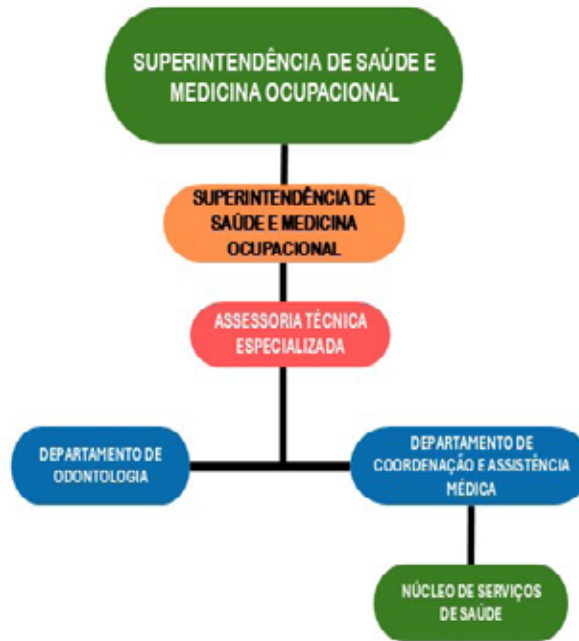 SUPERINTENDÊNCIA DE SAÚDE E
MEDICINA OCUPACIONAL
SUPERINTENDÊNCIA DE
SAÚDE E MEDICINA
OCUPACIONAL
ASSESSORIA TÉCNICA
ESPECIALIZADA
DEPARTAMENTO DE
ODONTOLOGIA
DEPARTAMENTO DE
COORDENAÇÃO E ASSISTÊNCIA
MÉDICA
NÚCLEO DE SERVIÇOS
DE SAÚDE